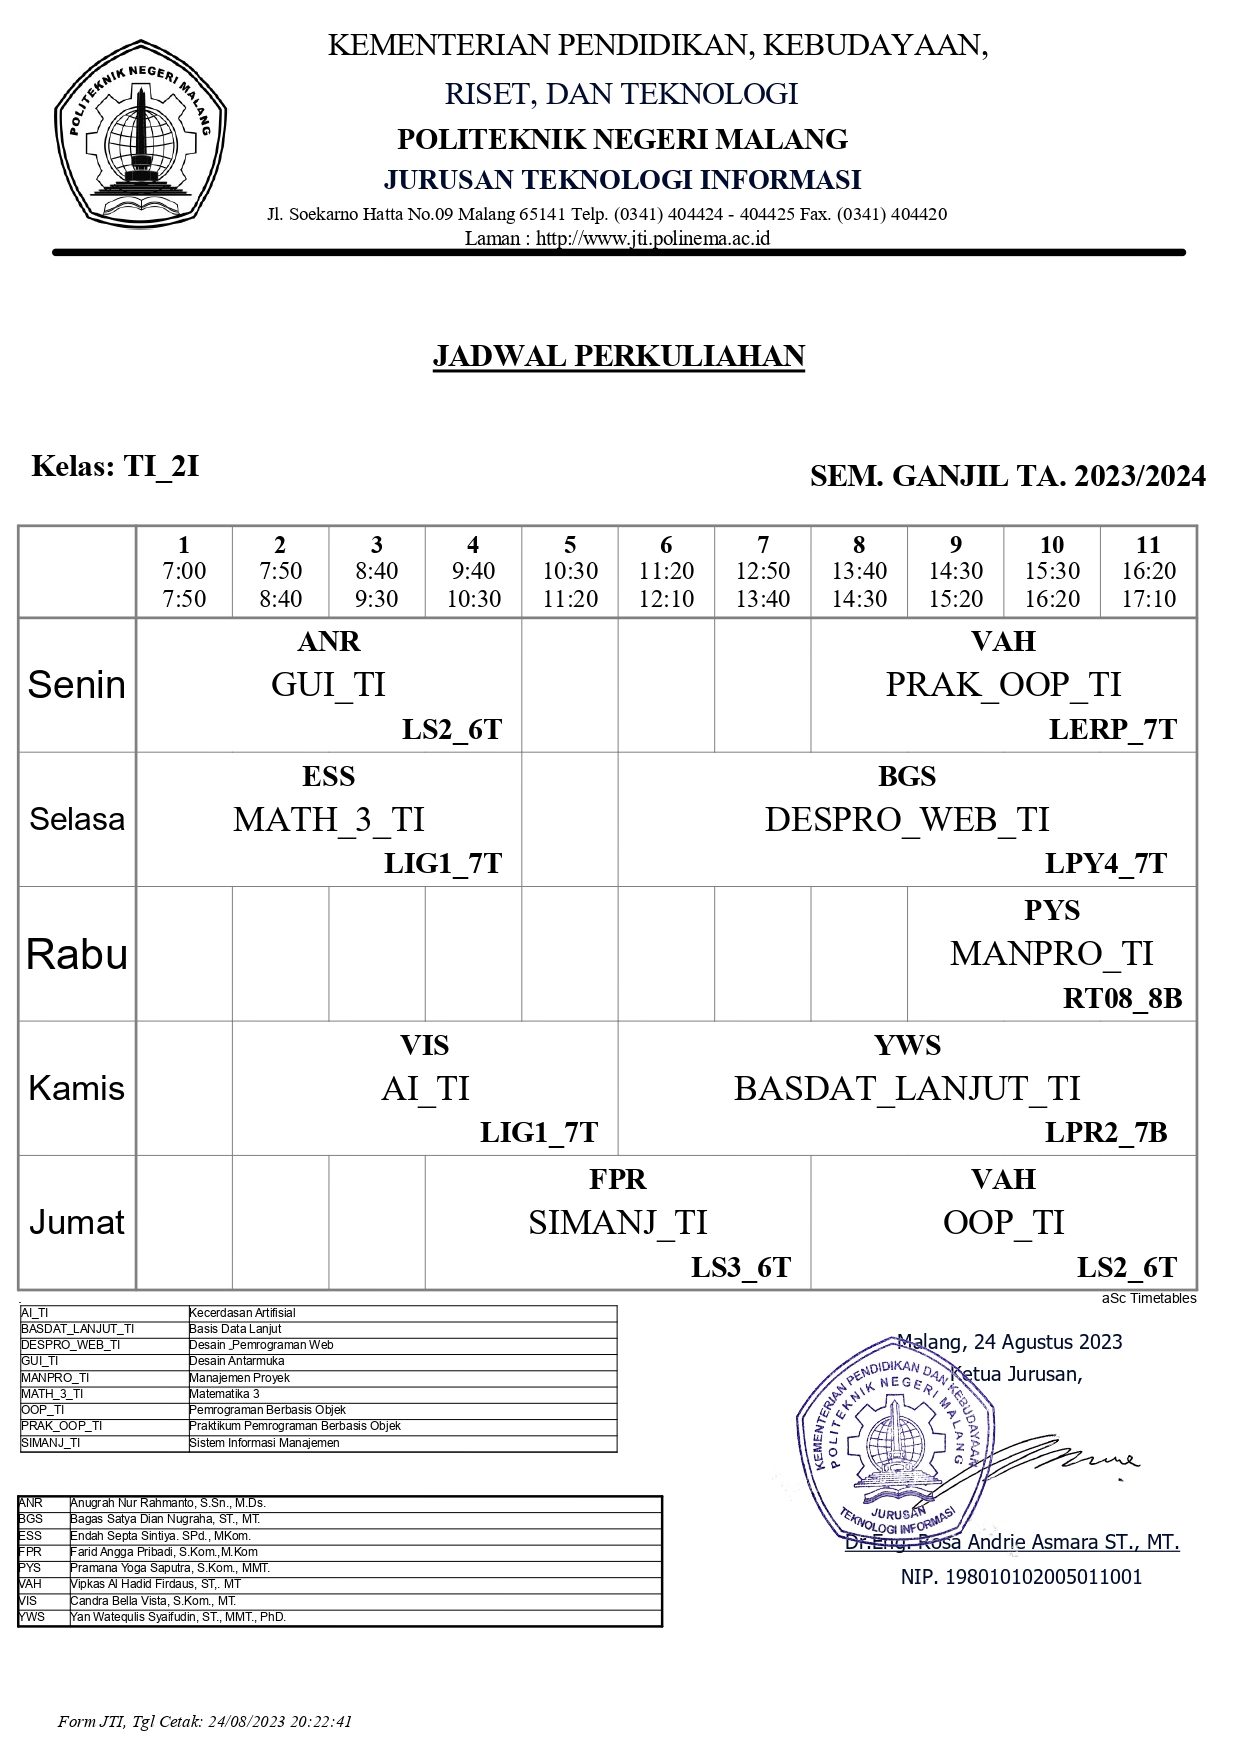 POLITEKNIK NEGERI MALANG
KEMENTERIAN PENDIDIKAN, KEBUDAYAAN,
RISET, DAN TEKNOLOGI
POLITEKNIK NEGERI MALANG
JURUSAN TEKNOLOGI INFORMASI
Jl. Soekarno Hatta No.09 Malang 65141 Telp. (0341) 404424 - 404425 Fax. (0341) 404420
Laman : http://www.jti.polinema.ac.id
JADWAL PERKULIAHAN
Kelas: TI_2I
SEM. GANJIL TA. 2023/2024
1 2 3 4 5 6 7 8 9 10 11
7:00 7:50 8:40 9:40 10:30 11:20 12:50 13:40 14:30 15:30 16:20
7:50 8:40 9:30 10:30 11:20 12:10 13:40 14:30 15:20 16:20 17:10
ANR VAH
Senin GUI_TI PRAK_OOP_TI
LS2_6T LERP_7T
ESS BGS
Selasa MATH_3_TI DESPRO_WEB_TI
LIG1_7T LPY4_7T
PYS
Rabu MANPRO_TI
RT08_8B
VIS YWS
Kamis AI_TI BASDAT_LANJUT_TI
LIG1_7T LPR2_7B
FPR VAH
Jumat SIMANJ_TI OOP_TI
LS3_6T LS2_6T
aSc Timetables
AI_TI Kecerdasan Artifisial
BASDAT_LANJUT_TI Basis Data Lanjut
DESPRO_WEB_TI Desain _Pemrograman Web
GUI_TI Desain Antarmuka
MANPRO_TI Manajemen Proyek
MATH_3_TI Matematika 3
OOP_TI Pemrograman Berbasis Objek
PRAK_OOP_TI Praktikum Pemrograman Berbasis Objek
SIMANJ_TI Sistem Informasi Manajemen
ANR Anugrah Nur Rahmanto, S.Sn., M.Ds.
BGS Bagas Satya Dian Nugraha, ST., MT.
ESS Endah Septa Sintiya. SPd., MKom.
FPR Farid Angga Pribadi, S.Kom.,M.Kom
PYS Pramana Yoga Saputra, S.Kom., MMT.
VAH Vipkas Al Hadid Firdaus, ST,. MT
VIS Candra Bella Vista, S.Kom., MT.
YWS Yan Watequlis Syaifudin, ST., MMT., PhD.
Malang, 24 Agustus 2023
Ketua Jurusan,
KEMENTERIAN PENDIDIKAN DAN KEBUDAYAAN
POLITEKNIK NEGERI MALANG
JURUSAN
TEKNOLOGI INFORMASI
Dr.Eng. Rosa Andrie Asmara ST., MT.
NIP. 198010102005011001
Form JTI, Tgl Cetak: 24/08/2023 20:22:41